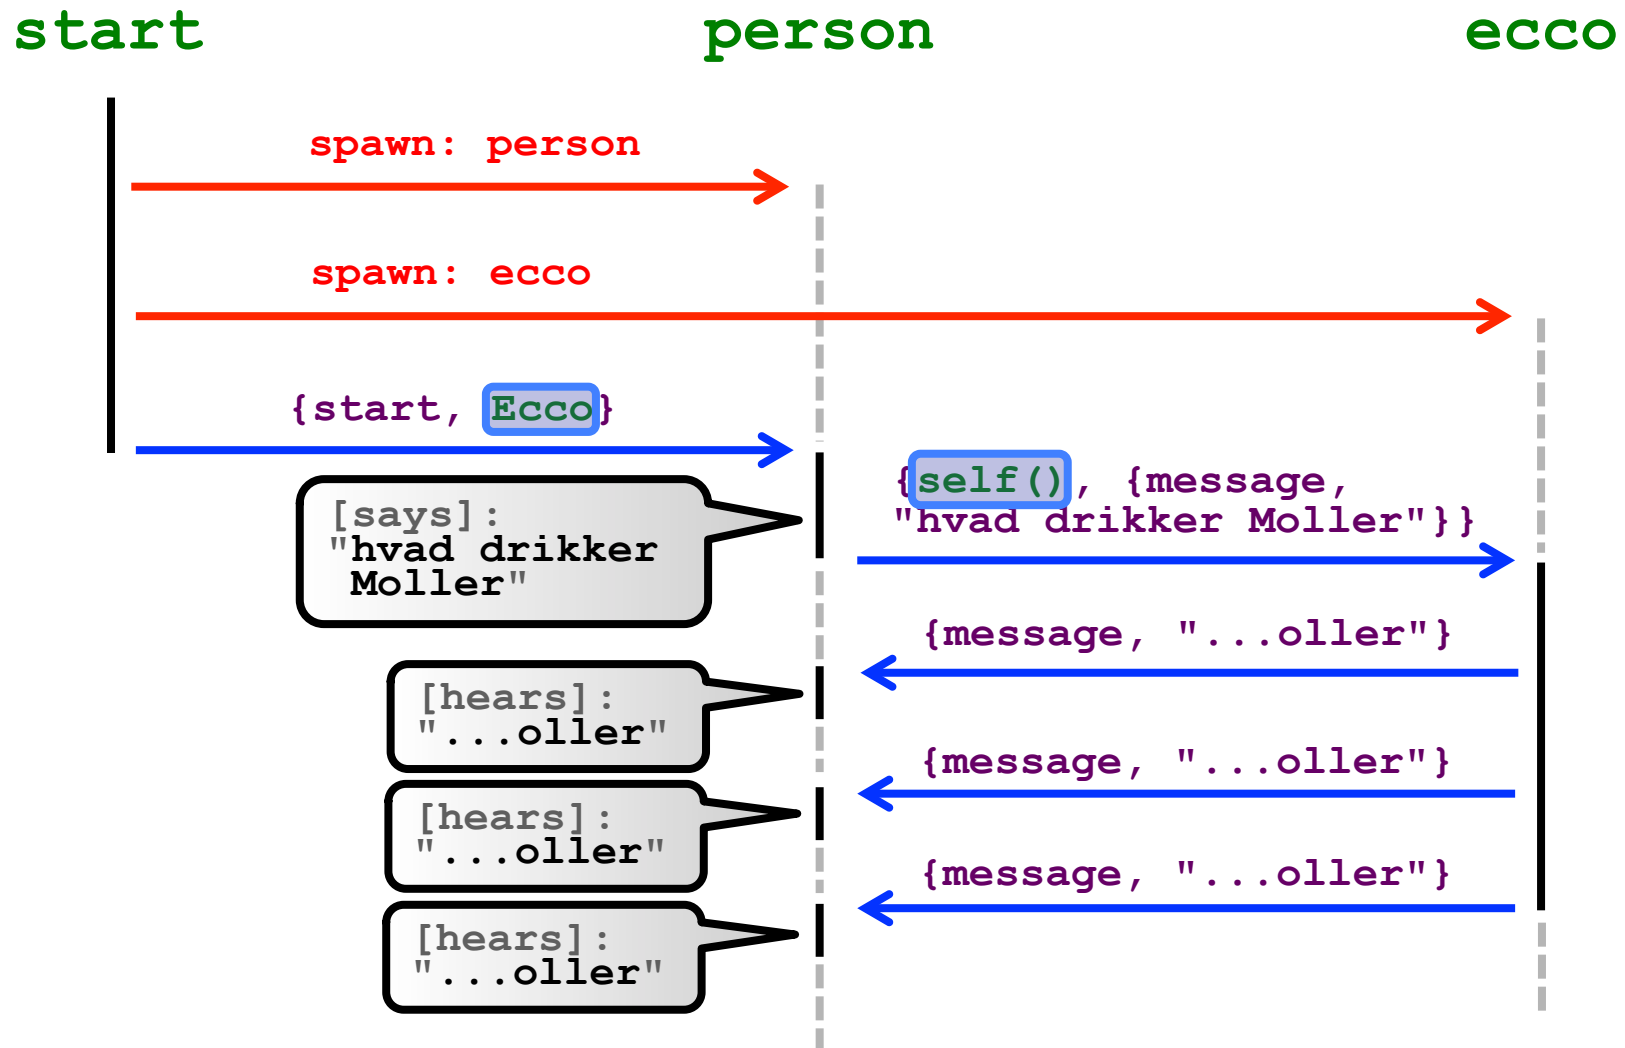 start person ecco
spawn: person
spawn: ecco
{start, Ecco}
{self(), {message,
"hvad drikker Moller"}}
[says]:
"hvad drikker
Moller"
{message, "...oller"}
[hears]:
"...oller"
{message, "...oller"}
[hears]:
"...oller"
{message, "...oller"}
[hears]:
"...oller"